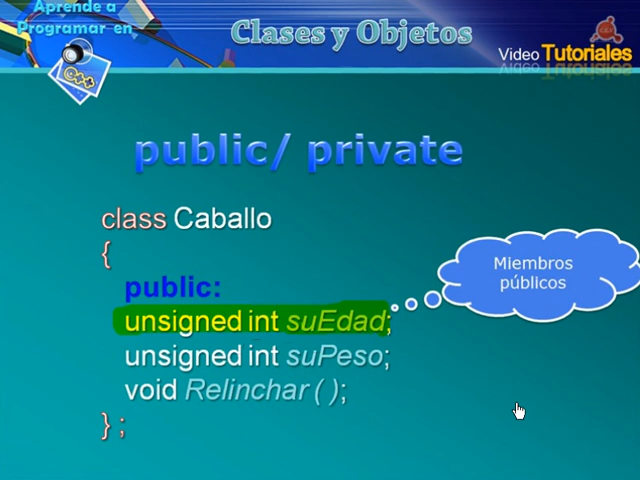 Aprende a
Programar en
C++
Clases y Objetos
Video Tutoriales
public/ private
class Caballo
{
public:
unsigned int suEdad;
unsigned int suPeso;
void Relinchar ( );
} ;
Miembros
públicos